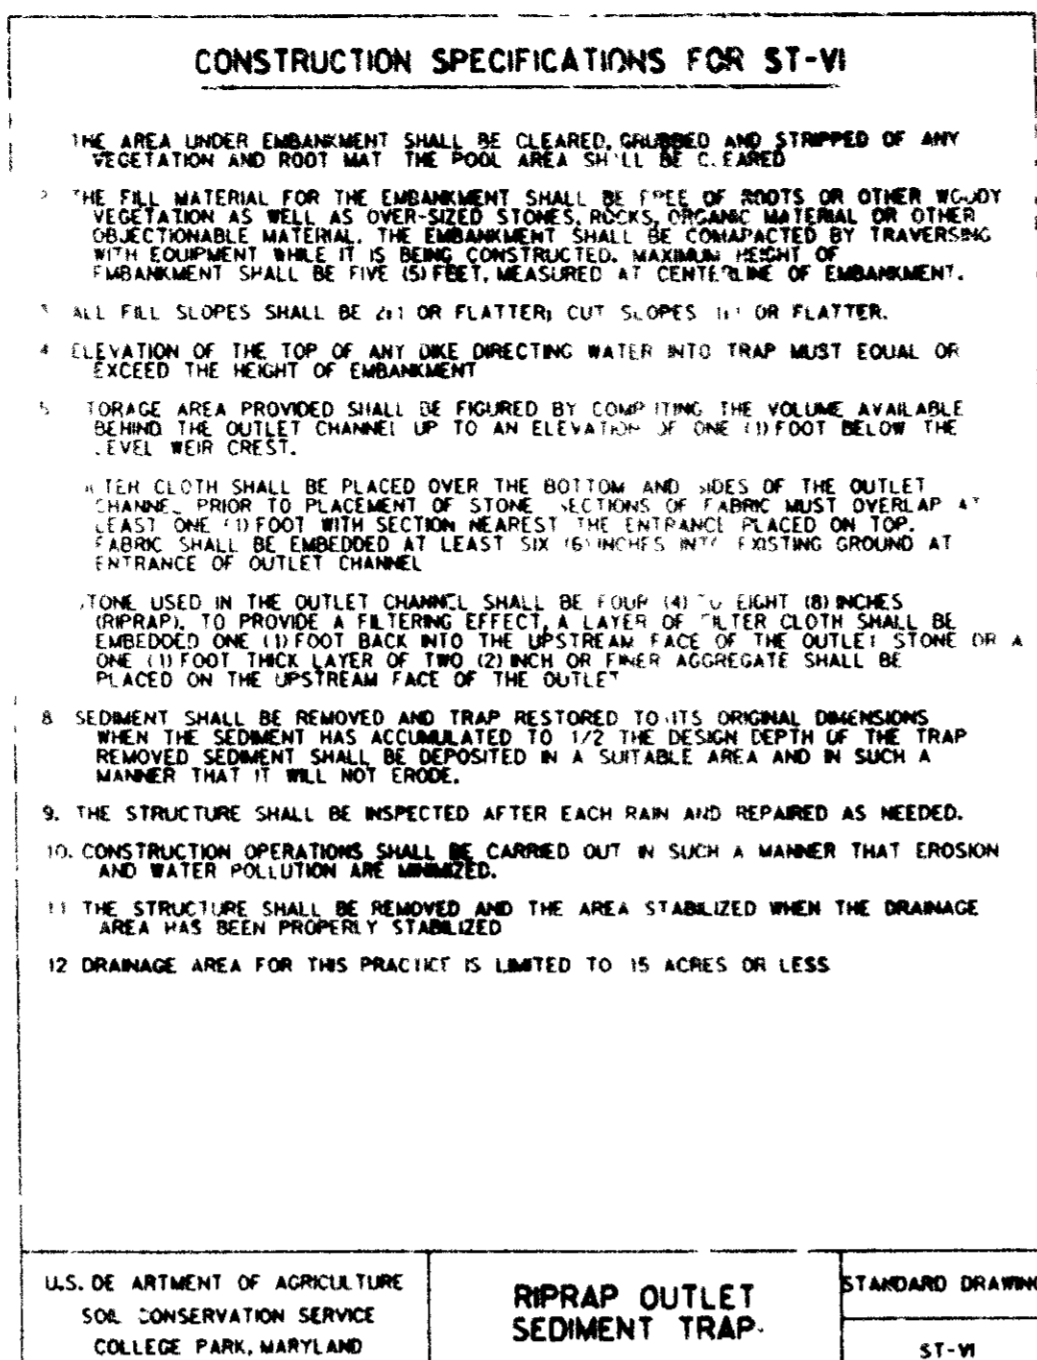 CONSTRUCTION SPECIFICATIONS FOR ST-VI
THE AREA UNDER EMBANKMENT SHALL BE CLEARED, GRUBBED AND STRIPPED OF ANY
VEGETATION AND ROOT MAT THE POOL AREA SHALL BE CLEARED
2 THE FILL MATERIAL FOR THE EMBANKMENT SHALL BE FREE OF ROOTS OR OTHER WOODY
VEGETATION AS WELL AS OVER-SIZED STONES, ROCKS, ORGANIC MATERIAL OR OTHER
OBJECTIONABLE MATERIAL. THE EMBANKMENT SHALL BE COMAPACTED BY TRAVERSING
WITH EQUIPMENT WHILE IT IS BEING CONSTRUCTED. MAXIMUM HEIGHT OF
EMBANKMENT SHALL BE FIVE (5) FEET, MEASURED AT CENTERLINE OF EMBANKMENT.
3 ALL FILL SLOPES SHALL BE 2:1 OR FLATTER; CUT SLOPES 1:1 OR FLATTER.
4 ELEVATION OF THE TOP OF ANY DIKE DIRECTING WATER INTO TRAP MUST EQUAL OR
EXCEED THE HEIGHT OF EMBANKMENT
5 STORAGE AREA PROVIDED SHALL BE FIGURED BY COMPUTING THE VOLUME AVAILABLE
BEHIND THE OUTLET CHANNEL UP TO AN ELEVATION OF ONE (1) FOOT BELOW THE
LEVEL WEIR CREST.
FILTER CLOTH SHALL BE PLACED OVER THE BOTTOM AND SIDES OF THE OUTLET
CHANNEL PRIOR TO PLACEMENT OF STONE SECTIONS OF FABRIC MUST OVERLAP AT
LEAST ONE (1) FOOT WITH SECTION NEAREST THE ENTRANCE PLACED ON TOP.
FABRIC SHALL BE EMBEDDED AT LEAST SIX (6) INCHES INTO EXISTING GROUND AT
ENTRANCE OF OUTLET CHANNEL
STONE USED IN THE OUTLET CHANNEL SHALL BE FOUR (4) TO EIGHT (8) INCHES
(RIPRAP). TO PROVIDE A FILTERING EFFECT, A LAYER OF FILTER CLOTH SHALL BE
EMBEDDED ONE (1) FOOT BACK INTO THE UPSTREAM FACE OF THE OUTLET STONE OR A
ONE (1) FOOT THICK LAYER OF TWO (2) INCH OR FINER AGGREGATE SHALL BE
PLACED ON THE UPSTREAM FACE OF THE OUTLET
8 SEDIMENT SHALL BE REMOVED AND TRAP RESTORED TO ITS ORIGINAL DIMENSIONS
WHEN THE SEDIMENT HAS ACCUMULATED TO 1/2 THE DESIGN DEPTH OF THE TRAP
REMOVED SEDIMENT SHALL BE DEPOSITED IN A SUITABLE AREA AND IN SUCH A
MANNER THAT IT WILL NOT ERODE.
9. THE STRUCTURE SHALL BE INSPECTED AFTER EACH RAIN AND REPAIRED AS NEEDED.
10. CONSTRUCTION OPERATIONS SHALL BE CARRIED OUT IN SUCH A MANNER THAT EROSION
AND WATER POLLUTION ARE MINIMIZED.
11 THE STRUCTURE SHALL BE REMOVED AND THE AREA STABILIZED WHEN THE DRAINAGE
AREA HAS BEEN PROPERLY STABILIZED
12 DRAINAGE AREA FOR THIS PRACTICE IS LIMITED TO 15 ACRES OR LESS
U.S. DEPARTMENT OF AGRICULTURE
SOIL CONSERVATION SERVICE
COLLEGE PARK, MARYLAND
RIPRAP OUTLET
SEDIMENT TRAP
STANDARD DRAWING
ST-VI